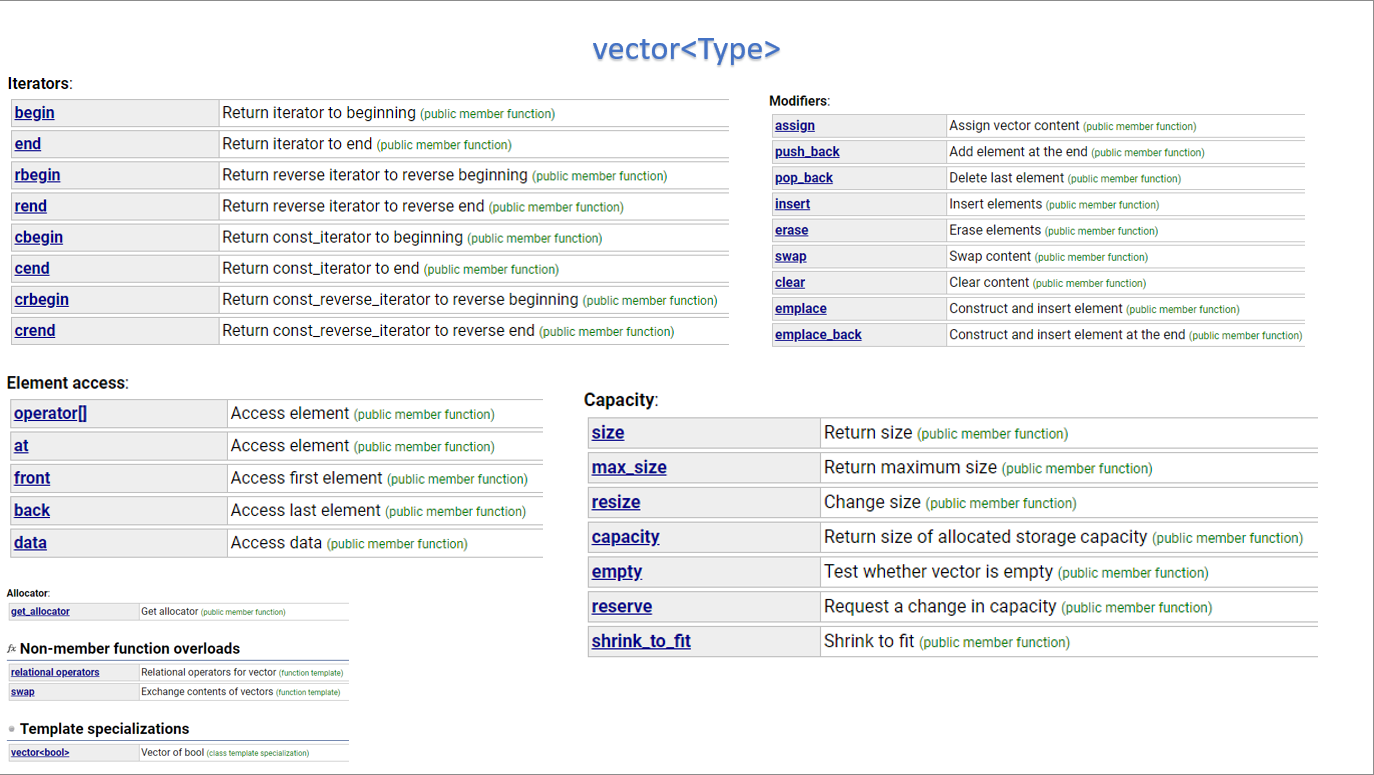 vector<Type>
Iterators:
begin Return iterator to beginning (public member function)
end Return iterator to end (public member function)
rbegin Return reverse iterator to reverse beginning (public member function)
rend Return reverse iterator to reverse end (public member function)
cbegin Return const_iterator to beginning (public member function)
cend Return const_iterator to end (public member function)
crbegin Return const_reverse_iterator to reverse beginning (public member function)
crend Return const_reverse_iterator to reverse end (public member function)
Modifiers:
assign Assign vector content (public member function)
push_back Add element at the end (public member function)
pop_back Delete last element (public member function)
insert Insert elements (public member function)
erase Erase elements (public member function)
swap Swap content (public member function)
clear Clear content (public member function)
emplace Construct and insert element (public member function)
emplace_back Construct and insert element at the end (public member function)
Element access:
operator[] Access element (public member function)
at Access element (public member function)
front Access first element (public member function)
back Access last element (public member function)
data Access data (public member function)
Capacity:
size Return size (public member function)
max_size Return maximum size (public member function)
resize Change size (public member function)
capacity Return size of allocated storage capacity (public member function)
empty Test whether vector is empty (public member function)
reserve Request a change in capacity (public member function)
shrink_to_fit Shrink to fit (public member function)
Allocator:
get_allocator Get allocator (public member function)
fx Non-member function overloads
relational operators Relational operators for vector (function template)
swap Exchange contents of vectors (function template)
Template specializations
vector<bool> Vector of bool (class template specialization)